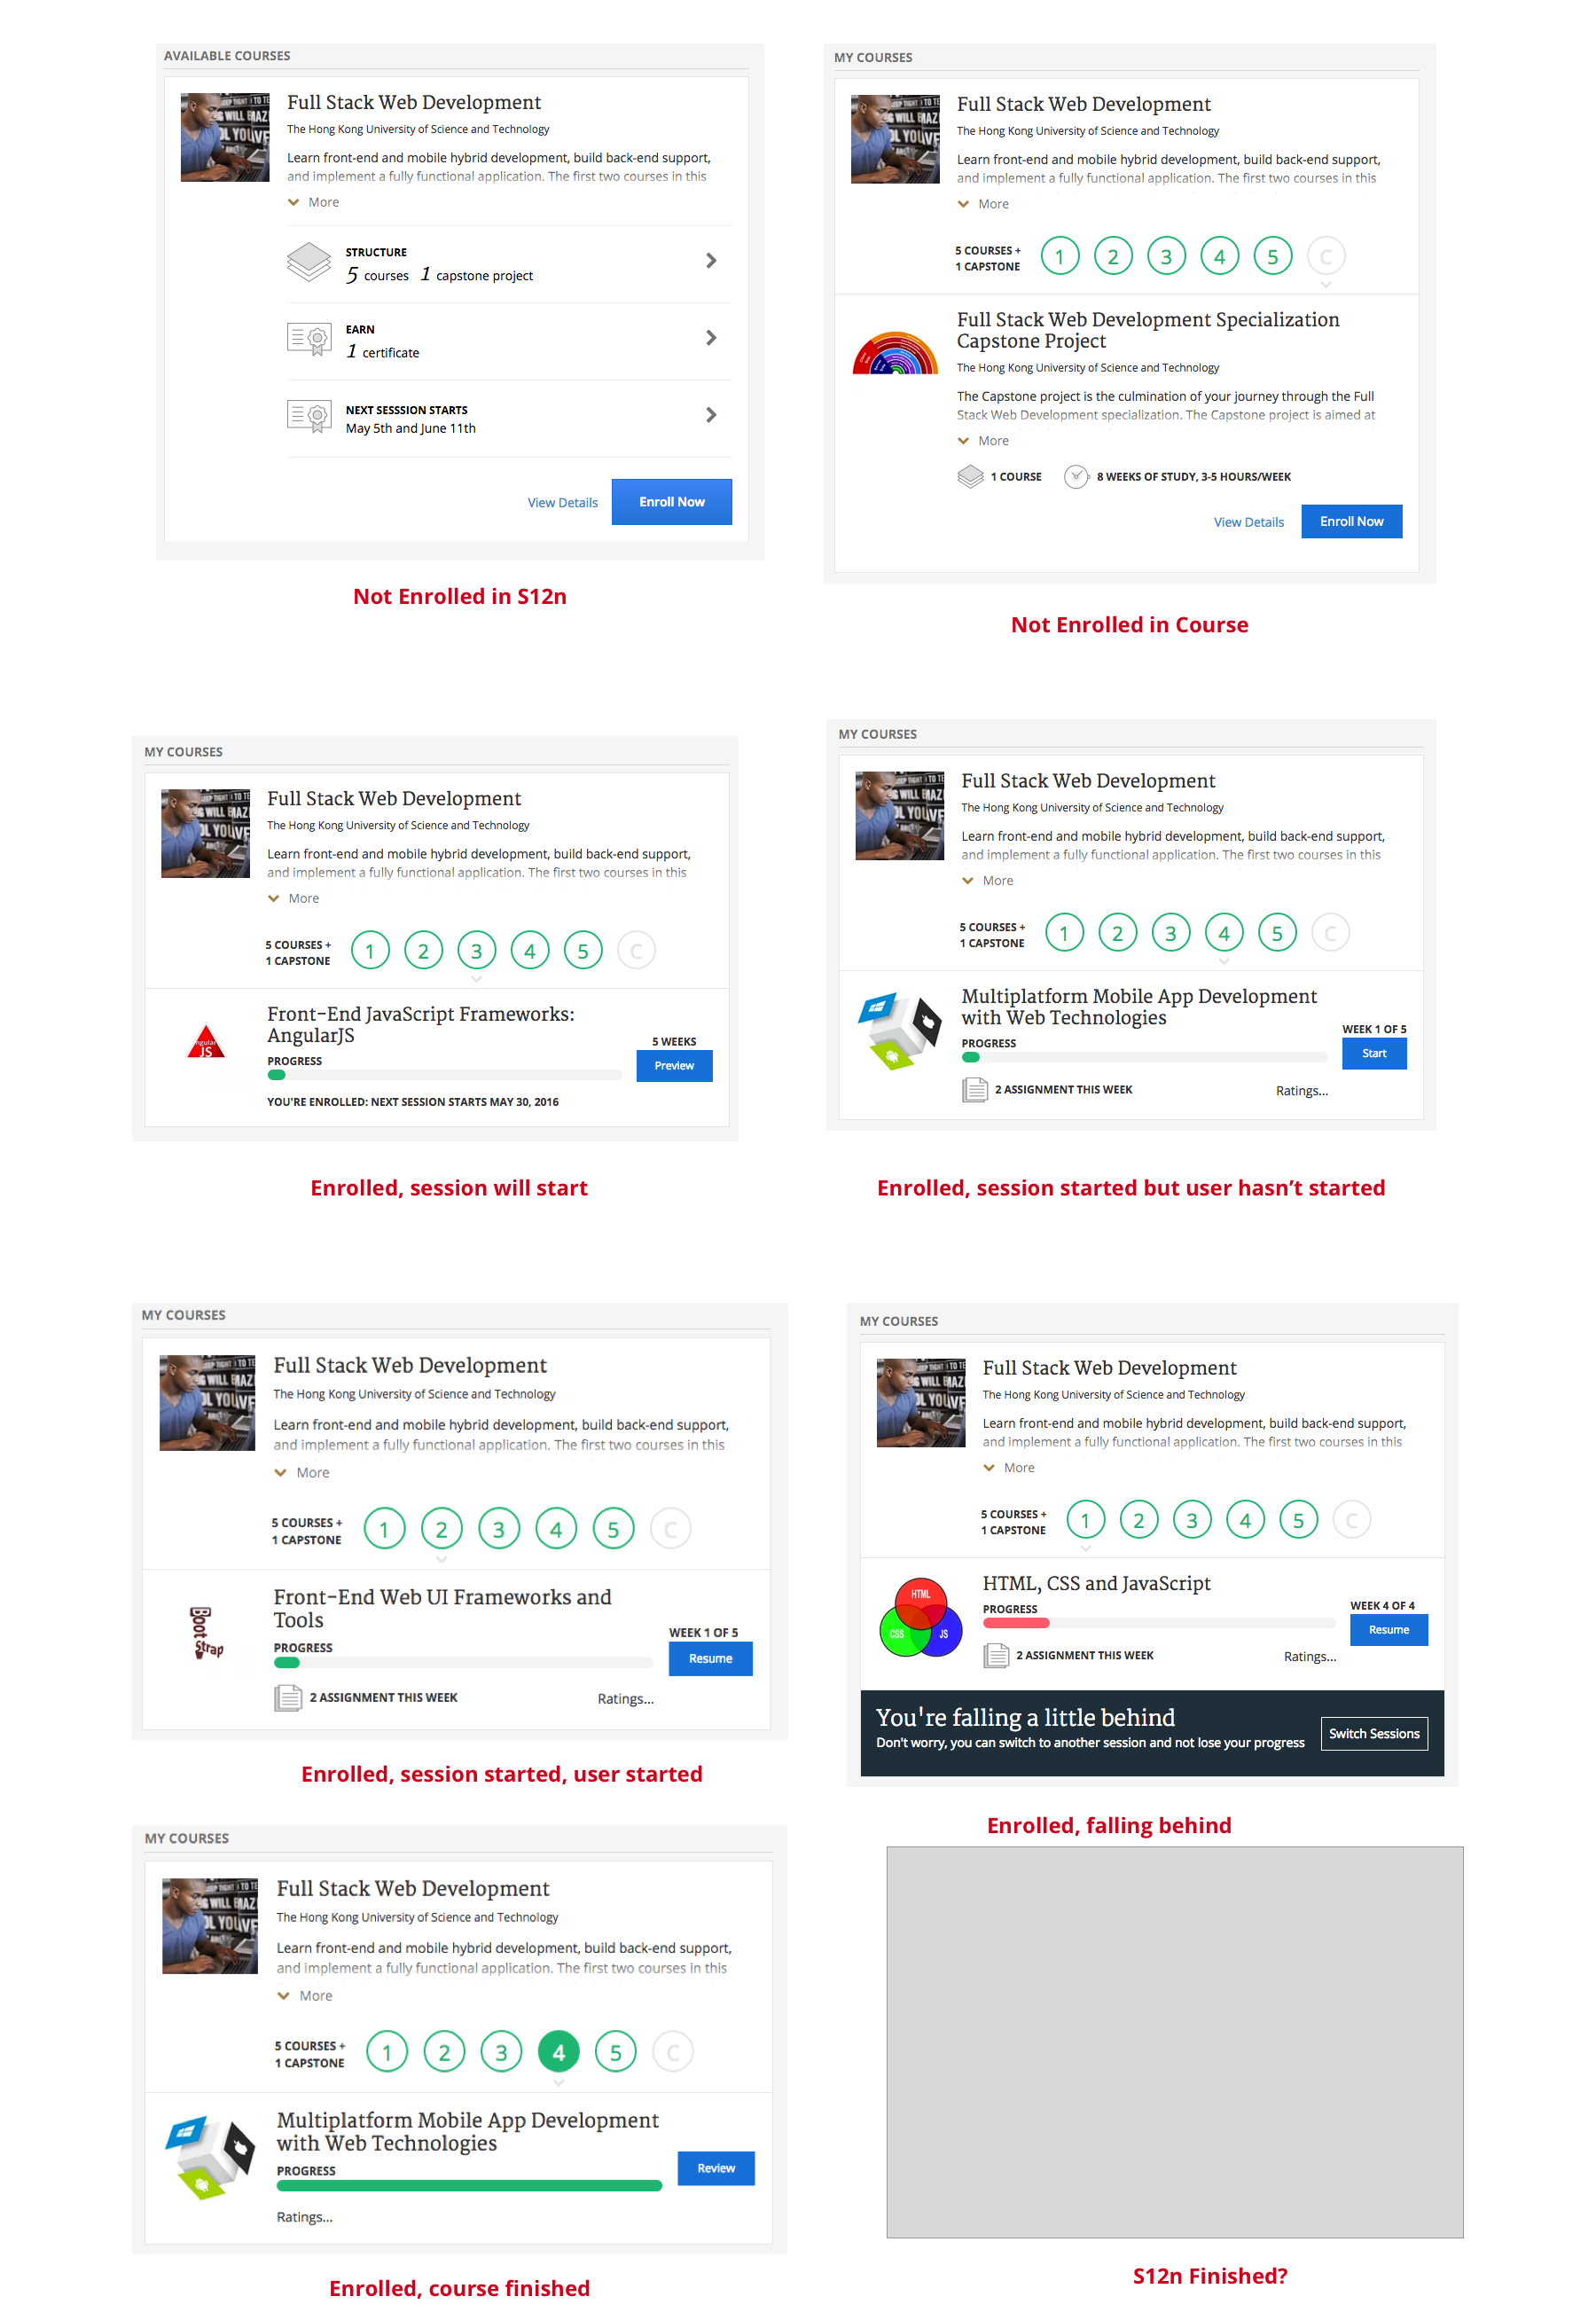 AVAILABLE COURSES
Full Stack Web Development
The Hong Kong University of Science and Technology
Learn front-end and mobile hybrid development, build back-end support,
and implement a fully functional application. The first two courses in this
More
STRUCTURE
5 courses 1 capstone project
EARN
1 certificate
NEXT SESSSION STARTS
May 5th and June 11th
View Details Enroll Now
Not Enrolled in S12n
MY COURSES
Full Stack Web Development
The Hong Kong University of Science and Technology
Learn front-end and mobile hybrid development, build back-end support,
and implement a fully functional application. The first two courses in this
More
5 COURSES +
1 CAPSTONE
1 2 3 4 5 C
Full Stack Web Development Specialization
Capstone Project
The Hong Kong University of Science and Technology
The Capstone project is the culmination of your journey through the Full
Stack Web Development specialization. The Capstone project is aimed at
More
1 COURSE 8 WEEKS OF STUDY, 3-5 HOURS/WEEK
View Details Enroll Now
Not Enrolled in Course
MY COURSES
Full Stack Web Development
The Hong Kong University of Science and Technology
Learn front-end and mobile hybrid development, build back-end support,
and implement a fully functional application. The first two courses in this
More
5 COURSES +
1 CAPSTONE
1 2 3 4 5 C
Front-End JavaScript Frameworks:
AngularJS
5 WEEKS
PROGRESS
Preview
YOU'RE ENROLLED: NEXT SESSION STARTS MAY 30, 2016
Enrolled, session will start
MY COURSES
Full Stack Web Development
The Hong Kong University of Science and Technology
Learn front-end and mobile hybrid development, build back-end support,
and implement a fully functional application. The first two courses in this
More
5 COURSES +
1 CAPSTONE
1 2 3 4 5 C
Multiplatform Mobile App Development
with Web Technologies
WEEK 1 OF 5
PROGRESS
Start
2 ASSIGNMENT THIS WEEK Ratings...
Enrolled, session started but user hasn’t started
MY COURSES
Full Stack Web Development
The Hong Kong University of Science and Technology
Learn front-end and mobile hybrid development, build back-end support,
and implement a fully functional application. The first two courses in this
More
5 COURSES +
1 CAPSTONE
1 2 3 4 5 C
Boot
Strap
Front-End Web UI Frameworks and
Tools
WEEK 1 OF 5
PROGRESS
Resume
2 ASSIGNMENT THIS WEEK Ratings...
Enrolled, session started, user started
MY COURSES
Full Stack Web Development
The Hong Kong University of Science and Technology
Learn front-end and mobile hybrid development, build back-end support,
and implement a fully functional application. The first two courses in this
More
5 COURSES +
1 CAPSTONE
1 2 3 4 5 C
HTML
CSS JS
HTML, CSS and JavaScript
WEEK 4 OF 4
PROGRESS
Resume
2 ASSIGNMENT THIS WEEK Ratings...
You're falling a little behind
Don't worry, you can switch to another session and not lose your progress
Switch Sessions
Enrolled, falling behind
MY COURSES
Full Stack Web Development
The Hong Kong University of Science and Technology
Learn front-end and mobile hybrid development, build back-end support,
and implement a fully functional application. The first two courses in this
More
5 COURSES +
1 CAPSTONE
1 2 3 4 5 C
Multiplatform Mobile App Development
with Web Technologies
PROGRESS
Review
Ratings...
Enrolled, course finished
S12n Finished?